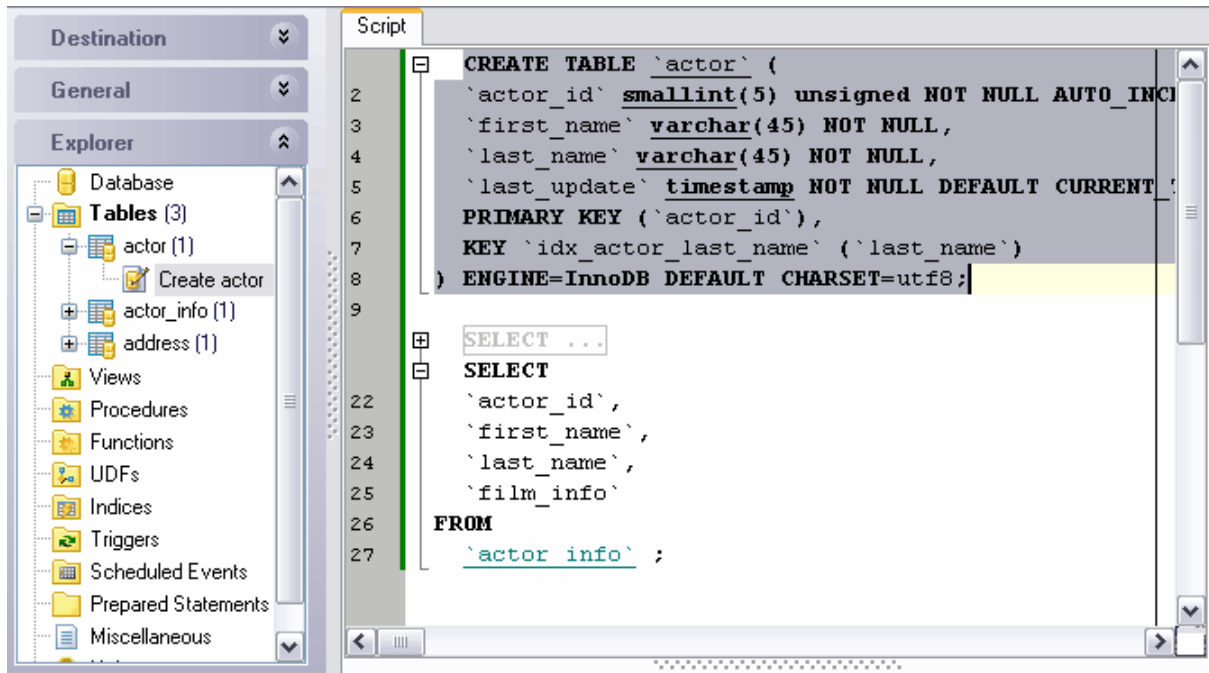 Destination
General
Explorer
Database
Tables (3)
actor (1)
Create actor
actor_info (1)
address (1)
Views
Procedures
Functions
UDFs
Indices
Triggers
Scheduled Events
Prepared Statements
Miscellaneous
Script
CREATE TABLE `actor` (
2 `actor_id` smallint(5) unsigned NOT NULL AUTO_INC
3 `first_name` varchar(45) NOT NULL,
4 `last_name` varchar(45) NOT NULL,
5 `last_update` timestamp NOT NULL DEFAULT CURRENT_
6 PRIMARY KEY (`actor_id`),
7 KEY `idx_actor_last_name` (`last_name`)
8 ) ENGINE=InnoDB DEFAULT CHARSET=utf8;
9
SELECT ...
SELECT
22 `actor_id`,
23 `first_name`,
24 `last_name`,
25 `film_info`
26 FROM
27 `actor_info` ;